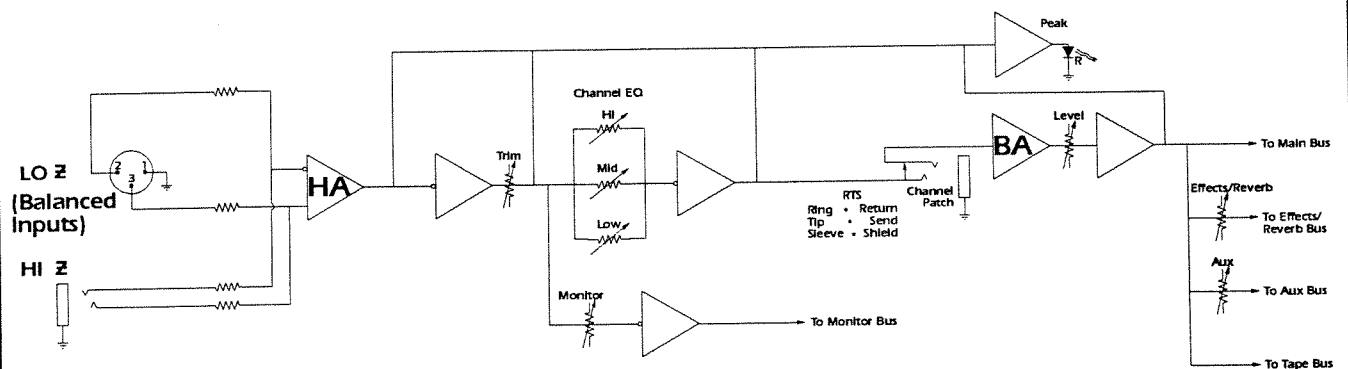 Peak
R
Channel EQ
HI
Mid
Low
LO Z
(Balanced
Inputs)
2
1
3
HA
Trim
HI Z
Monitor
To Monitor Bus
RTS
Ring • Return
Tip • Send
Sleeve • Shield
Channel
Patch
BA
Level
To Main Bus
Effects/Reverb
To Effects/
Reverb Bus
Aux
To Aux Bus
To Tape Bus